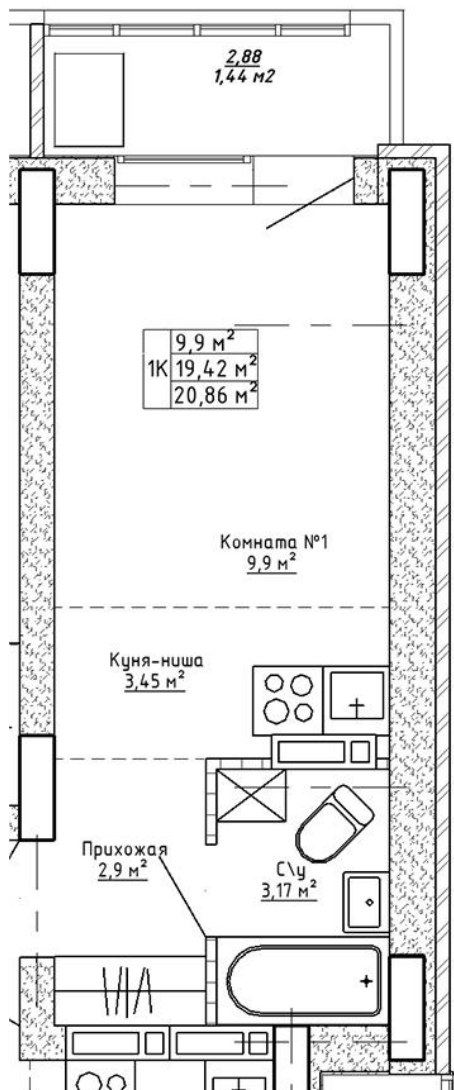 2,88
1,44 м2
9,9 м²
1К 19,42 м²
20,86 м²
Комната №1
9,9 м²
Куня-ниша
3,45 м²
Прихожая
2,9 м²
С\у
3,17 м²